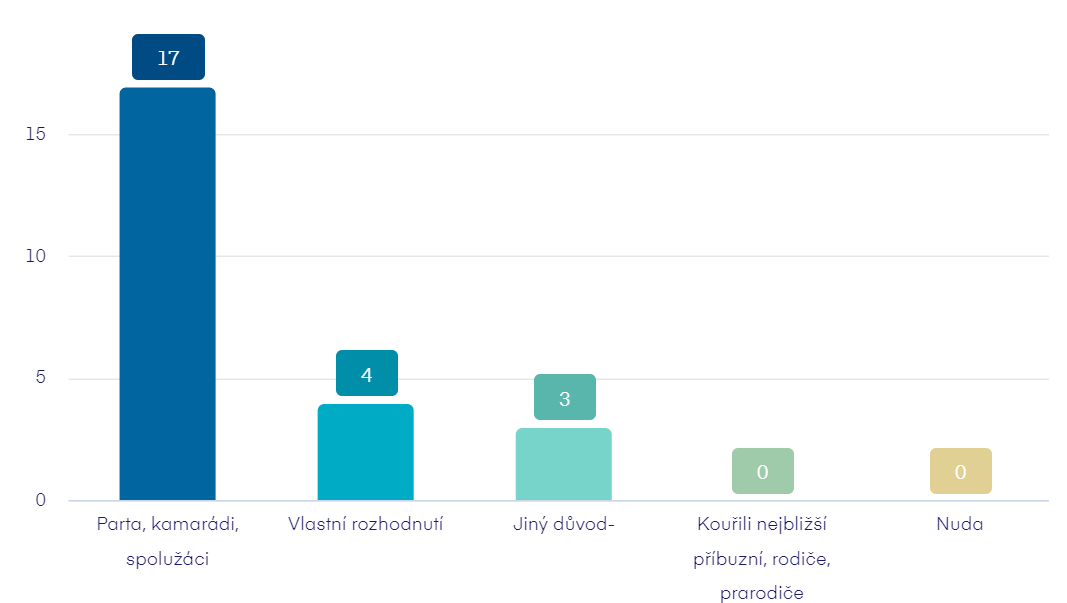 17
15
10
5
0
4
3
0
0
Parta, kamarádi,
spolužáci
Vlastní rozhodnutí
Jiný důvod-
Kouřili nejbližší
příbuzní, rodiče,
prarodiče
Nuda